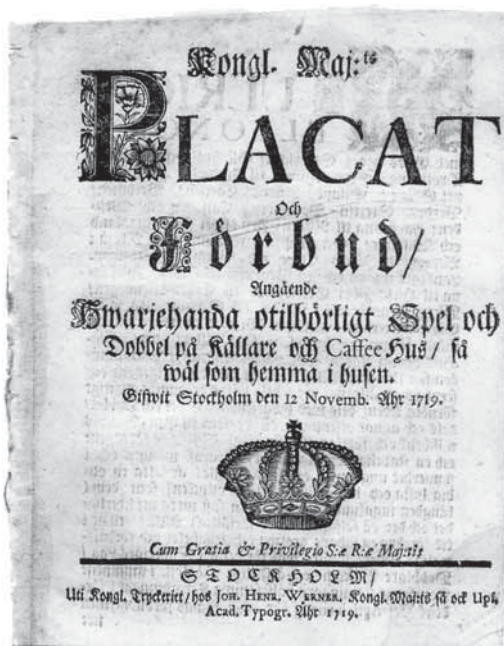 Kongl. Maj:ts
PLACAT
Och
Förbud/
Angående
Hwarjehanda otilbörligt Spel och
Dobbel på Källare och Caffee Hus/ så
wäl som hemma i husen.
Gifwit Stockholm den 12 Novemb. Åhr 1719.
Cum Gratia & Privilegio S:æ R:æ Maj:tis
STOCKHOLM/
Uti Kongl. Tryckeriet/ hos JOH. HENR. WERNER. Kongl. Maj:ts så ock Ups.
Acad. Typogr. Åhr 1719.